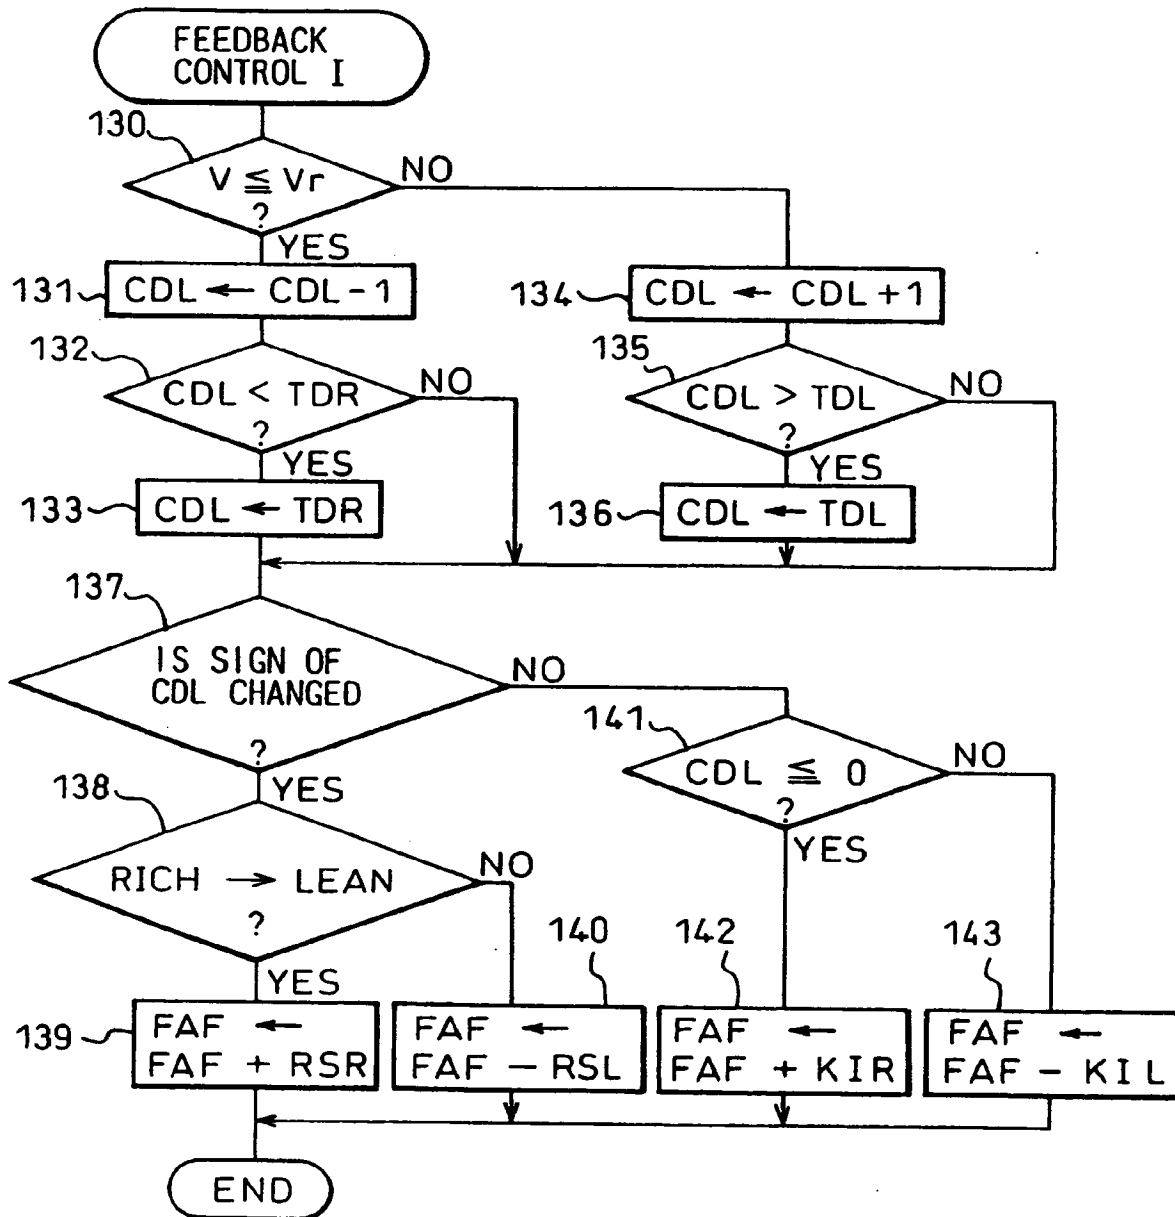 FEEDBACK
CONTROL I
130
V ≦ Vr
?
NO
YES
131
CDL ← CDL-1
134
CDL ← CDL+1
132
CDL < TDR
?
NO
YES
135
CDL > TDL
?
NO
YES
133
CDL ← TDR
136
CDL ← TDL
137
IS SIGN OF
CDL CHANGED
?
NO
YES
141
CDL ≦ 0
?
NO
YES
138
RICH → LEAN
?
NO
YES
139
FAF ←
FAF + RSR
140
FAF ←
FAF - RSL
142
FAF ←
FAF + KIR
143
FAF ←
FAF - KIL
END